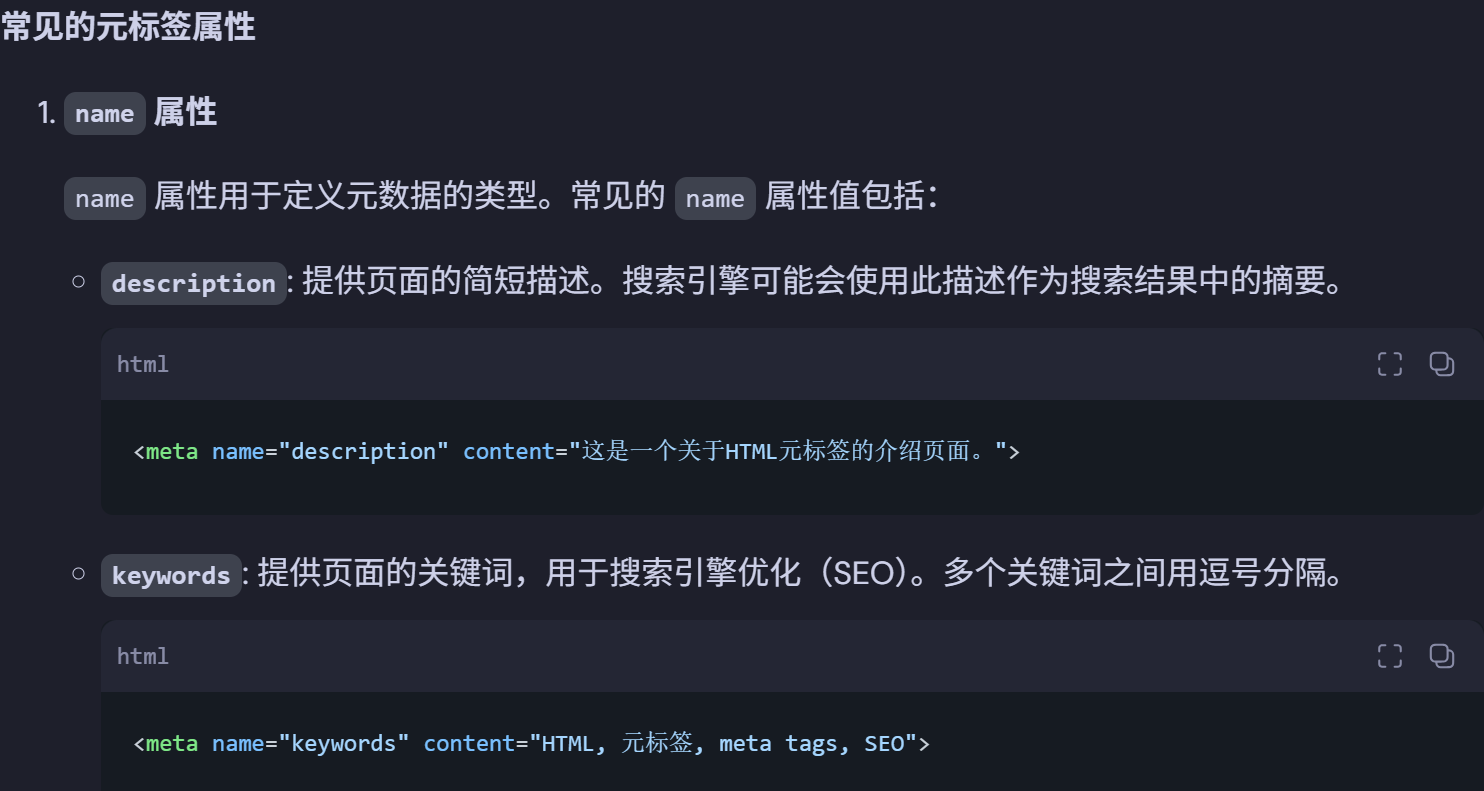 常见的元标签属性
1. name 属性
name 属性用于定义元数据的类型。常见的 name 属性值包括：
description: 提供页面的简短描述。搜索引擎可能会使用此描述作为搜索结果中的摘要。
html
<meta name="description" content="这是一个关于HTML元标签的介绍页面。">
keywords: 提供页面的关键词，用于搜索引擎优化（SEO）。多个关键词之间用逗号分隔。
html
<meta name="keywords" content="HTML, 元标签, meta tags, SEO">